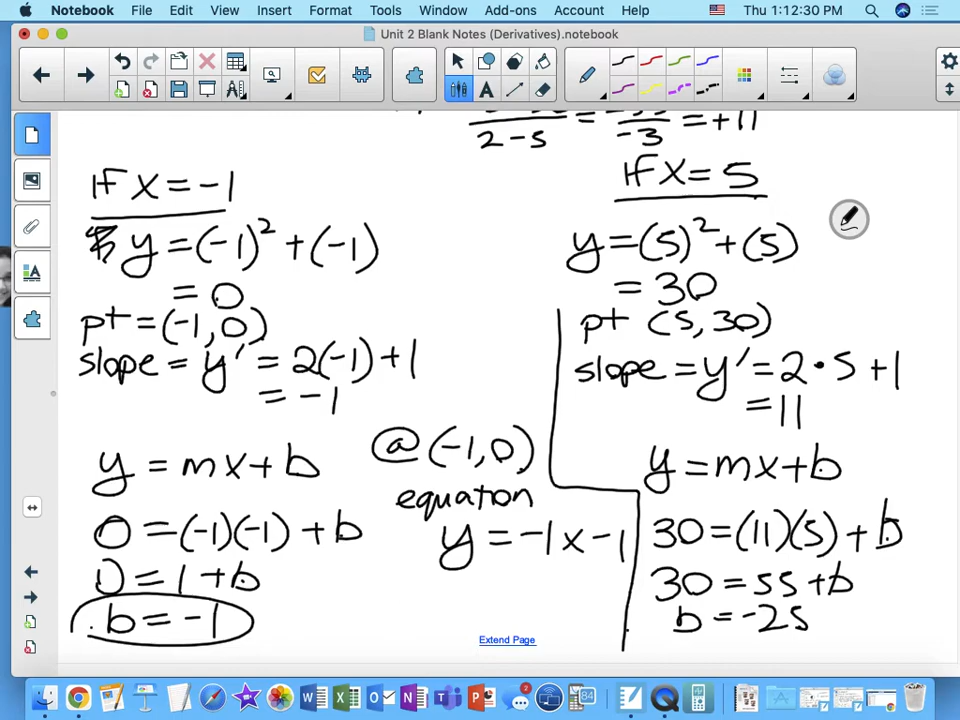 Notebook File Edit View Insert Format Tools Window Add-ons Account Help Thu 1:12:30 PM
Unit 2 Blank Notes (Derivatives).notebook
2-5 = -3 = +11
If x = -1
y = (-1)² + (-1)
= 0
pt = (-1, 0)
slope = y' = 2(-1) + 1
= -1
y = mx + b
0 = (-1)(-1) + b
0 = 1 + b
b = -1
@ (-1, 0)
equation
y = -1x - 1
If x = 5
y = (5)² + (5)
= 30
pt (5, 30)
slope = y' = 2 • 5 + 1
= 11
y = mx + b
30 = (11)(5) + b
30 = 55 + b
b = -25
Extend Page
2
84